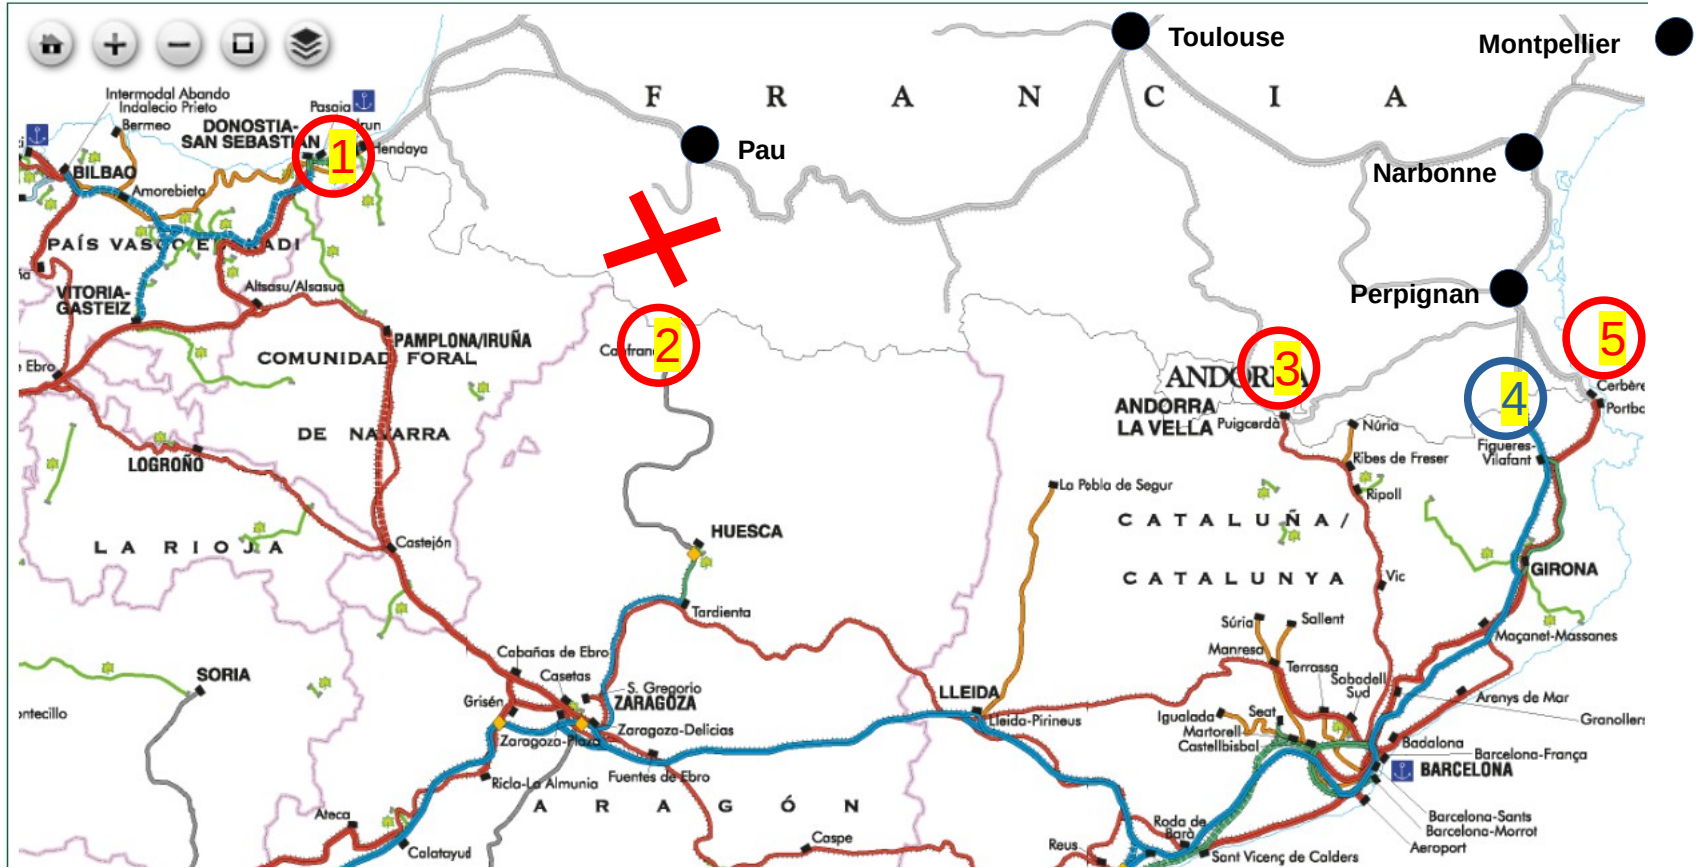 Toulouse
Montpellier
F R A N C I A
Intermodal Abando
Indalecio Prieto
Bermeo
Pasaia
DONOSTIA-
SAN SEBASTIAN
1
Hendaya
Pau
BILBAO
Amorebieta
Narbonne
PAÍS VASCO
VITORIA-
GASTEIZ
Altsasu/Alsasua
Perpignan
PAMPLONA/IRUÑA
COMUNIDAD FORAL
Ebro
2
3
5
4
ANDORRA
ANDORRA
LA VELLA
Puigcerdà
Cerbère
Núria
DE NAVARRA
LOGROÑO
Figueres-
Vilafant
Ribes de Freser
Ripoll
La Pobla de Segur
CATALUÑA/
CATALUNYA
HUESCA
LA RIOJA
Castejón
GIRONA
Vic
Tardienta
Súria
Sallent
Maçanet-Massanes
Manresa
Terrassa
Cabañas de Ebro
Casetas
SORIA
S. Gregorio
Sabadell
Sud
Grisén
ZARAGOZA
LLEIDA
Lleida-Pirineus
Arenys de Mar
Igualada
Seat
Martorell
Castellbisbal
Zaragoza-Delicias
Zaragoza-Plaza
Badalona
Barcelona-França
BARCELONA
Fuentes de Ebro
Ricla-La Almunia
ARAGÓN
Ateca
Calatayud
Caspe
Reus
Roda de
Barà
Sant Vicenç de Calders
Barcelona-Sants
Barcelona-Morrot
Aeroport